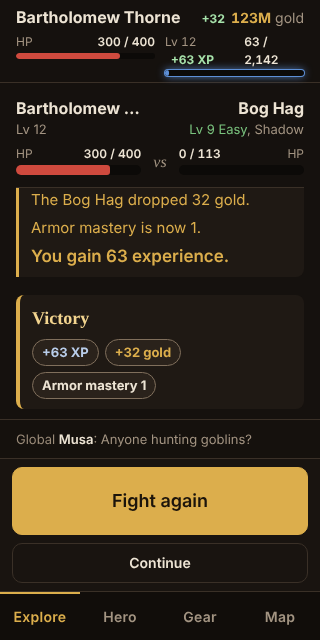 Bartholomew Thorne +32 123M gold
HP 300 / 400 Lv 12 63 /
+63 XP 2,142
Bartholomew ... Bog Hag
Lv 12 Lv 9 Easy, Shadow
HP 300 / 400 vs 0 / 113 HP
The Bog Hag dropped 32 gold.
Armor mastery is now 1.
You gain 63 experience.
Victory
+63 XP +32 gold
Armor mastery 1
Global Musa: Anyone hunting goblins?
Fight again
Continue
Explore Hero Gear Map